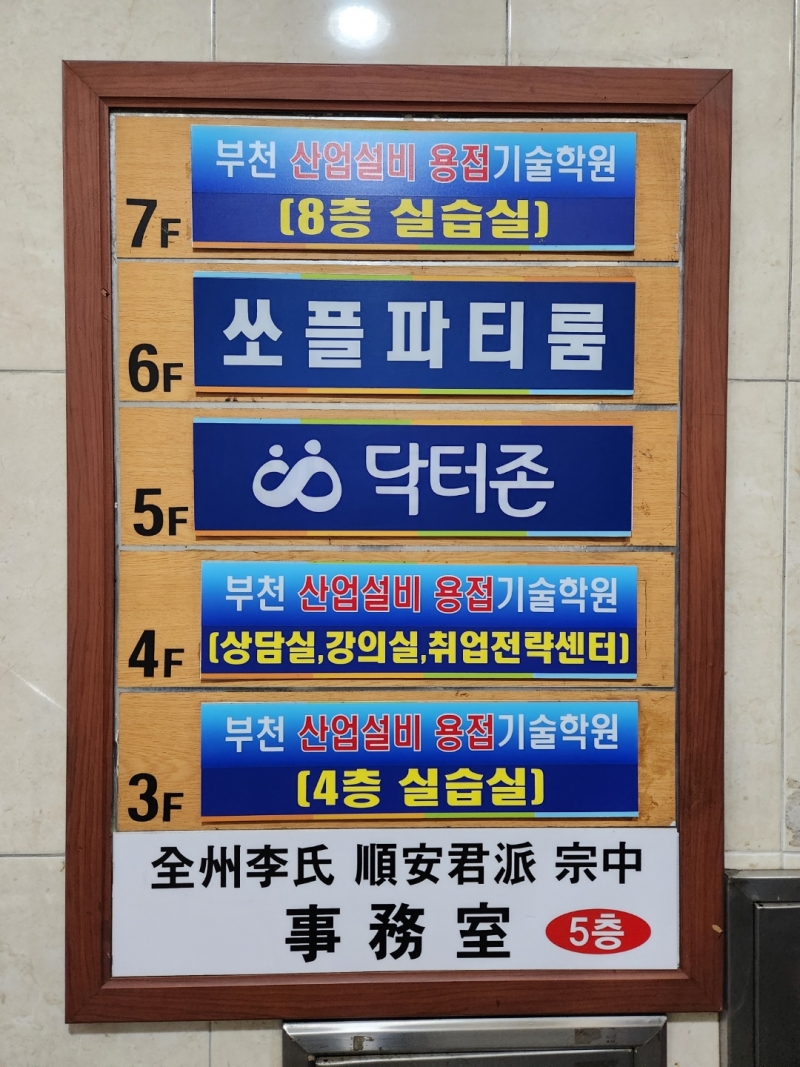 부천 산업설비 용접기술학원
7F (8층 실습실)
6F 쏘플파티룸
5F 닥터존
부천 산업설비 용접기술학원
4F (상담실,강의실,취업전략센터)
부천 산업설비 용접기술학원
3F (4층 실습실)
全州李氏 順安君派 宗中
事務室 5층